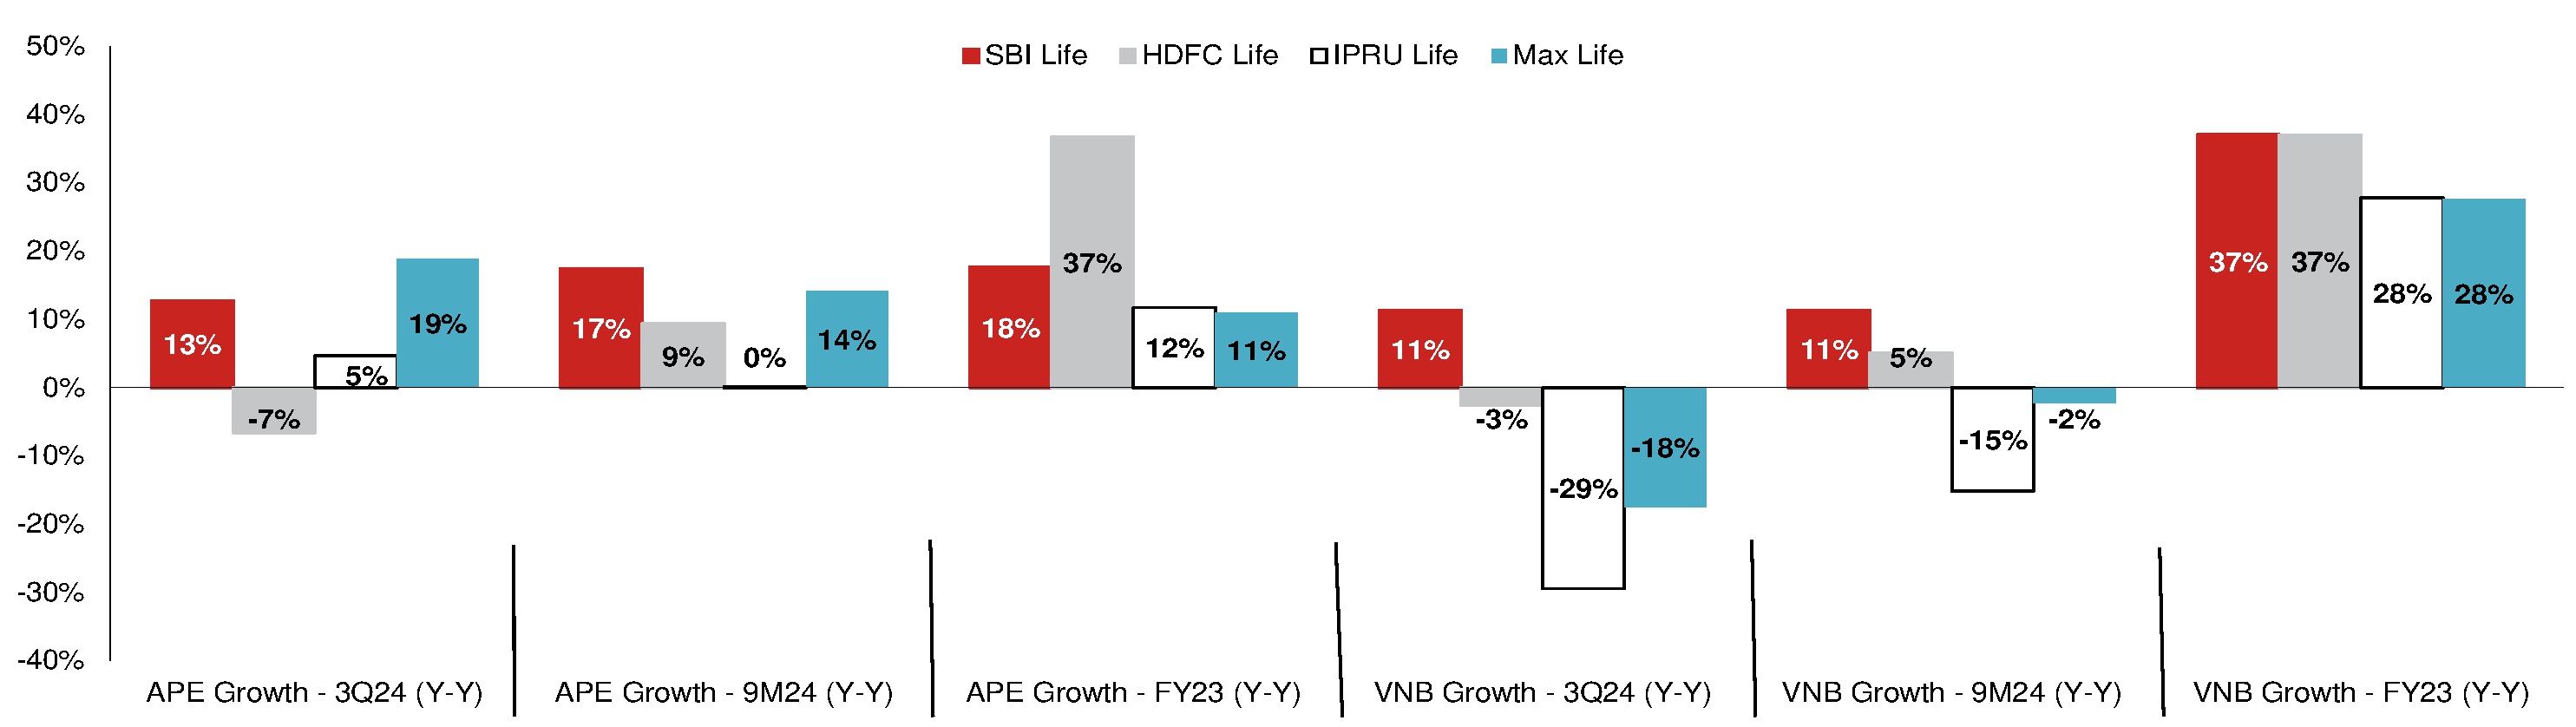 SBI Life HDFC Life IPRU Life Max Life
50%
40%
30%
20%
10%
0%
-10%
-20%
-30%
-40%
13% -7% 5% 19%
17% 9% 0% 14%
18% 37% 12% 11%
11% -3% -29% -18%
11% 5% -15% -2%
37% 37% 28% 28%
APE Growth - 3Q24 (Y-Y) APE Growth - 9M24 (Y-Y) APE Growth - FY23 (Y-Y) VNB Growth - 3Q24 (Y-Y) VNB Growth - 9M24 (Y-Y) VNB Growth - FY23 (Y-Y)